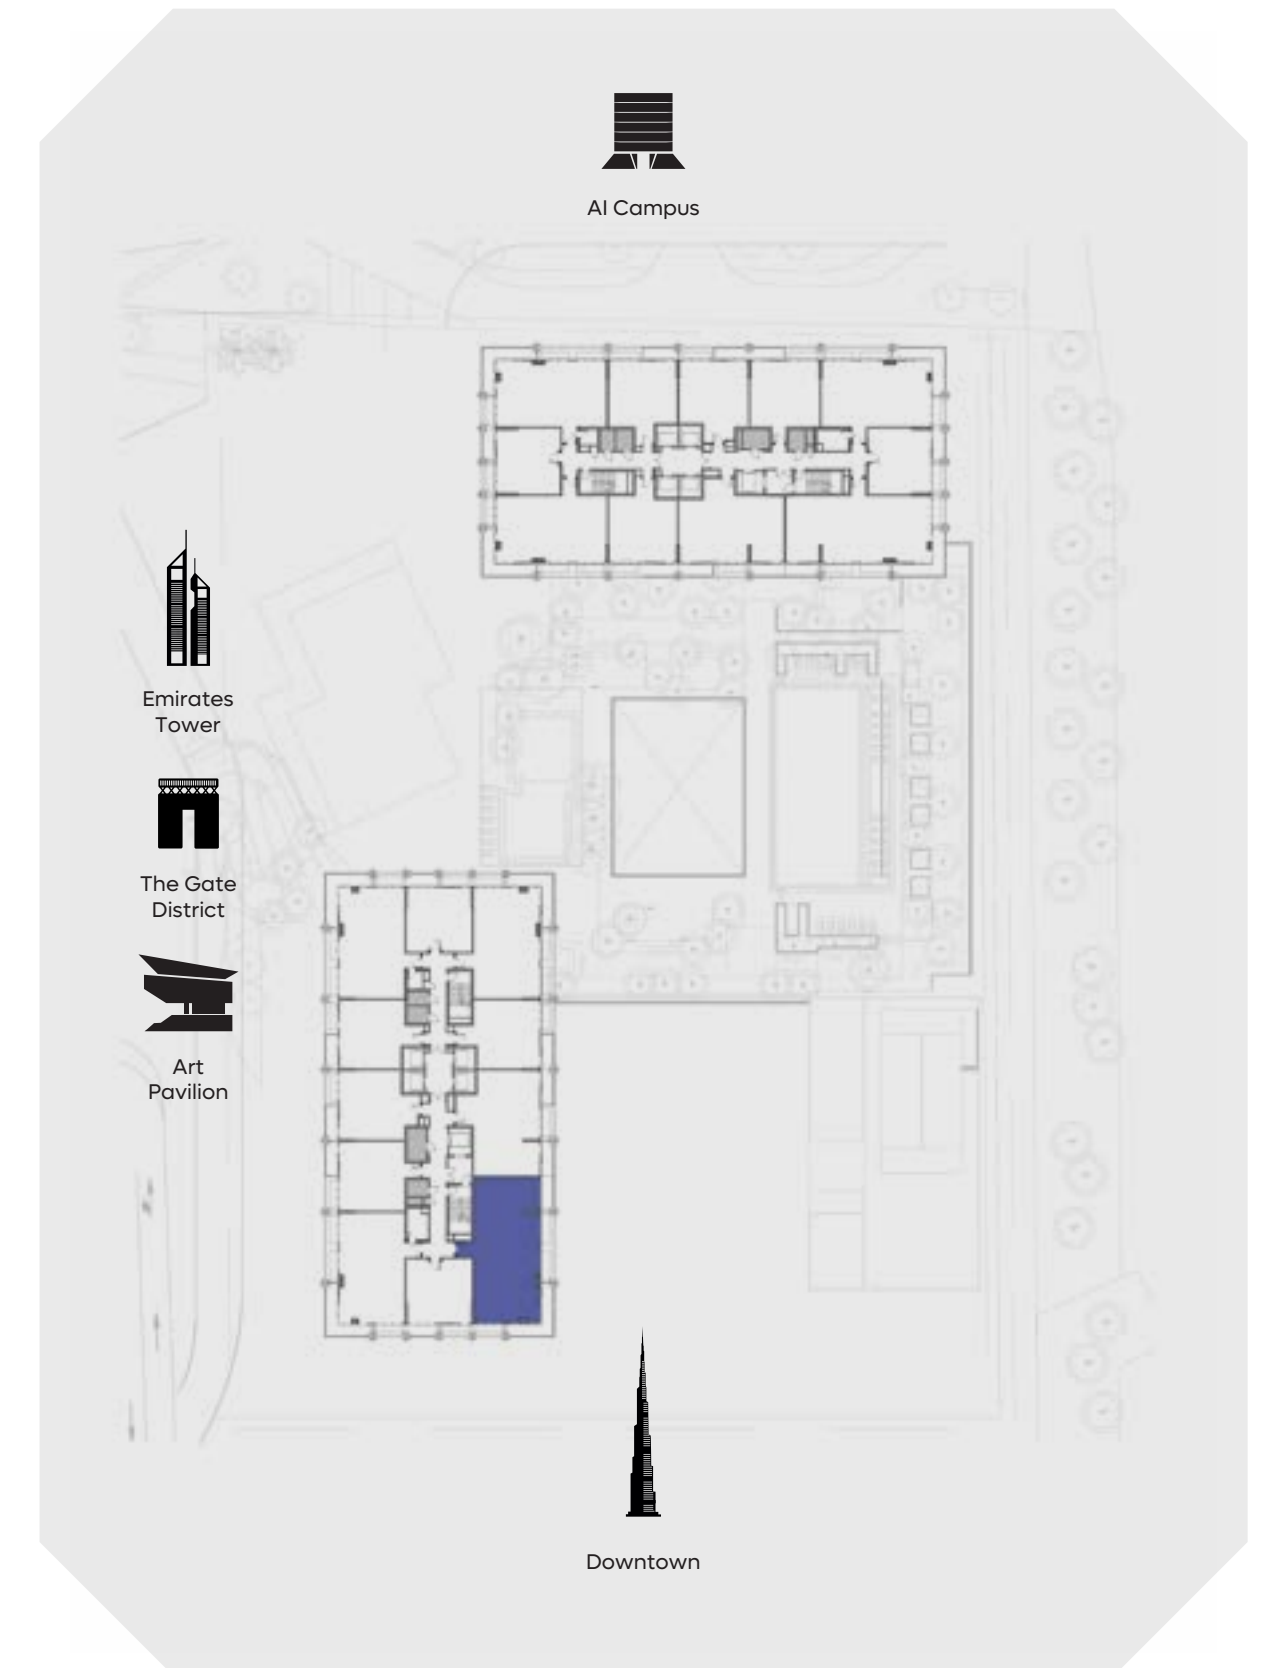 AI Campus
Emirates
Tower
The Gate
District
Art
Pavilion
Downtown